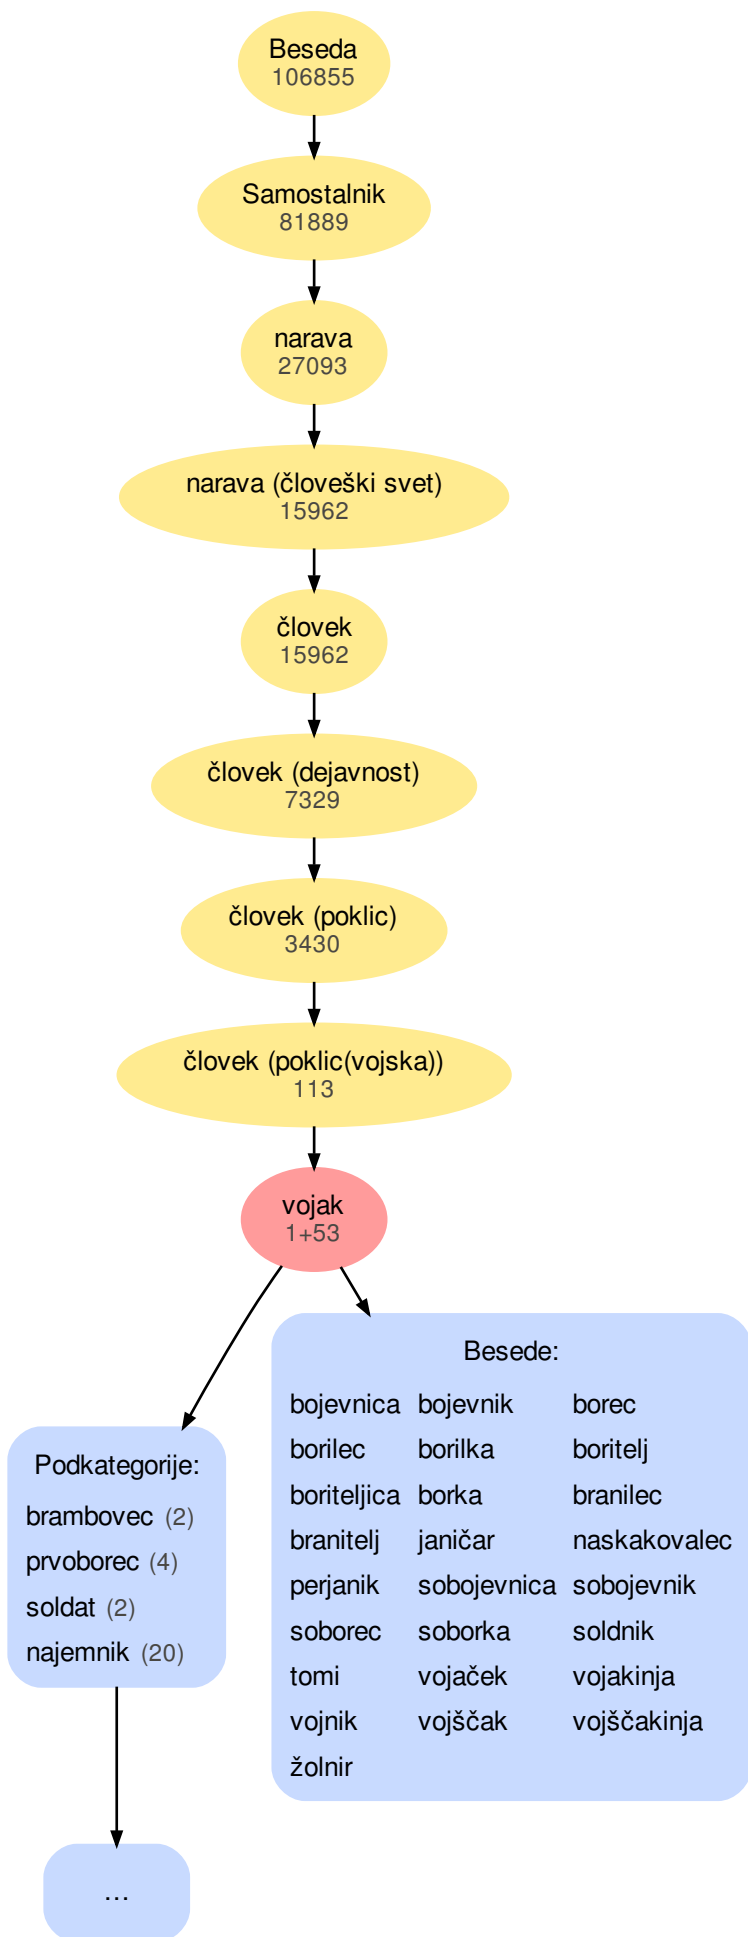 Beseda
106855
Samostalnik
81889
narava
27093
narava (človeški svet)
15962
človek
15962
človek (dejavnost)
7329
človek (poklic)
3430
človek (poklic(vojska))
113
vojak
1+53
Besede:
bojevnica bojevnik borec
borilec borilka boritelj
boriteljica borka branilec
branitelj janičar naskakovalec
perjanik sobojevnica sobojevnik
soborec soborka soldnik
tomi vojaček vojakinja
vojnik vojščak vojščakinja
žolnir
Podkategorije:
brambovec (2)
prvoborec (4)
soldat (2)
najemnik (20)
...